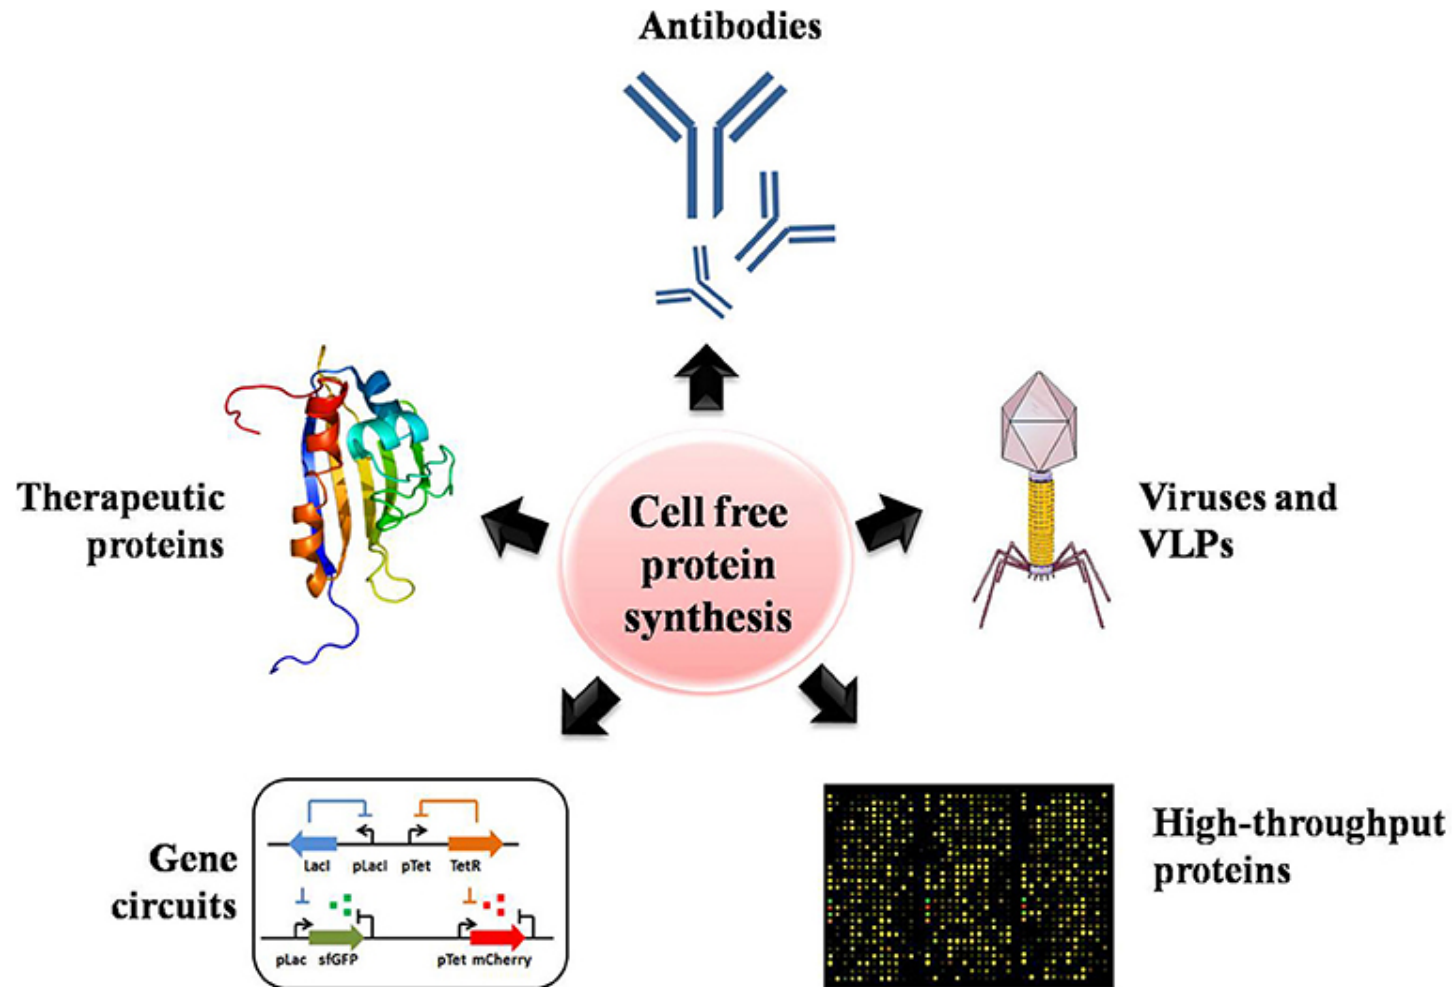 Antibodies
Therapeutic
proteins
Cell free
protein
synthesis
Viruses and
VLPs
Gene
circuits
LacI pLacI pTet TetR
pLac sfGFP pTet mCherry
High-throughput
proteins